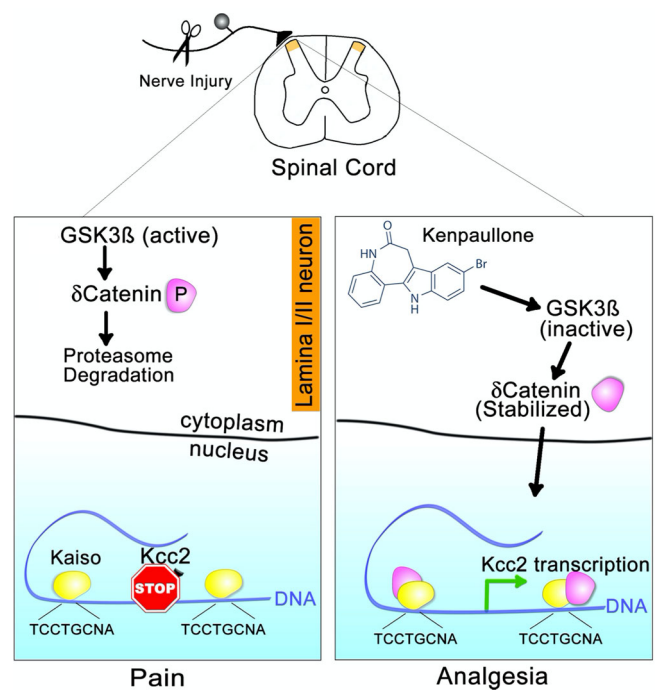 Nerve Injury
Spinal Cord
GSK3ß (active)
δCatenin P
Proteasome
Degradation
Lamina I/II neuron
cytoplasm
nucleus
Kaiso
Kcc2
STOP
DNA
TCCTGCNA
TCCTGCNA
Pain
Kenpaullone
O
HN
Br
NH
GSK3ß
(inactive)
δCatenin
(Stabilized)
Kcc2 transcription
DNA
TCCTGCNA
TCCTGCNA
Analgesia